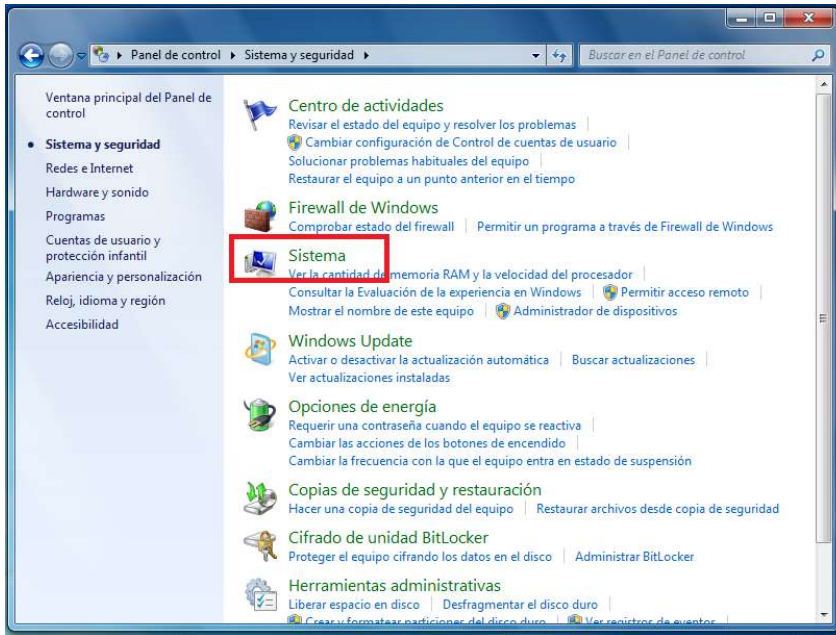 Panel de control ▸ Sistema y seguridad ▸
Buscar en el Panel de control
Ventana principal del Panel de
control
Sistema y seguridad
Redes e Internet
Hardware y sonido
Programas
Cuentas de usuario y
protección infantil
Apariencia y personalización
Reloj, idioma y región
Accesibilidad
Centro de actividades
Revisar el estado del equipo y resolver los problemas
Cambiar configuración de Control de cuentas de usuario
Solucionar problemas habituales del equipo
Restaurar el equipo a un punto anterior en el tiempo
Firewall de Windows
Comprobar estado del firewall | Permitir un programa a través de Firewall de Windows
Sistema
Ver la cantidad de memoria RAM y la velocidad del procesador
Consultar la Evaluación de la experiencia en Windows | Permitir acceso remoto
Mostrar el nombre de este equipo | Administrador de dispositivos
Windows Update
Activar o desactivar la actualización automática | Buscar actualizaciones
Ver actualizaciones instaladas
Opciones de energía
Requerir una contraseña cuando el equipo se reactiva
Cambiar las acciones de los botones de encendido
Cambiar la frecuencia con la que el equipo entra en estado de suspensión
Copias de seguridad y restauración
Hacer una copia de seguridad del equipo | Restaurar archivos desde copia de seguridad
Cifrado de unidad BitLocker
Proteger el equipo cifrando los datos en el disco | Administrar BitLocker
Herramientas administrativas
Liberar espacio en disco | Desfragmentar el disco duro
Crear y formatear particiones del disco duro | Ver registros de eventos